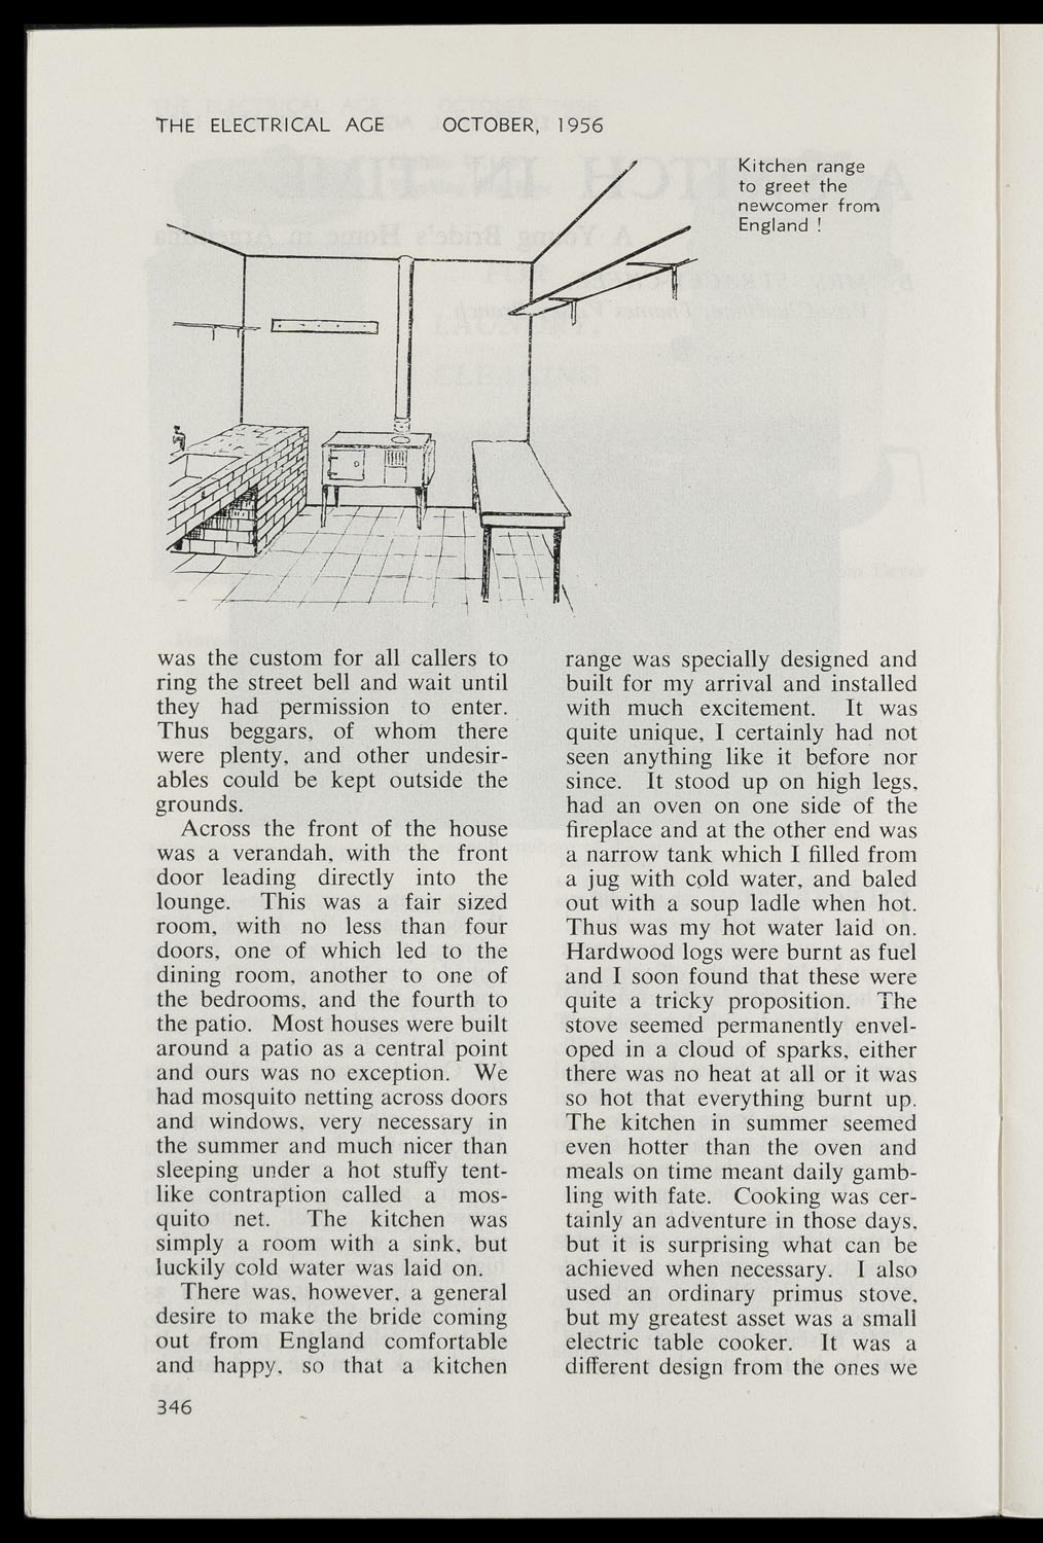 THE ELECTRICAL AGE OCTOBER, 1956
Kitchen range
to greet the
newcomer from
England !
was the custom for all callers to
ring the street bell and wait until
they had permission to enter.
Thus beggars, of whom there
were plenty, and other undesir-
ables could be kept outside the
grounds.
Across the front of the house
was a verandah, with the front
door leading directly into the
lounge. This was a fair sized
room, with no less than four
doors, one of which led to the
dining room, another to one of
the bedrooms, and the fourth to
the patio. Most houses were built
around a patio as a central point
and ours was no exception. We
had mosquito netting across doors
and windows, very necessary in
the summer and much nicer than
sleeping under a hot stuffy tent-
like contraption called a mos-
quito net. The kitchen was
simply a room with a sink, but
luckily cold water was laid on.
There was, however, a general
desire to make the bride coming
out from England comfortable
and happy, so that a kitchen
range was specially designed and
built for my arrival and installed
with much excitement. It was
quite unique, I certainly had not
seen anything like it before nor
since. It stood up on high legs,
had an oven on one side of the
fireplace and at the other end was
a narrow tank which I filled from
a jug with cold water, and baled
out with a soup ladle when hot.
Thus was my hot water laid on.
Hardwood logs were burnt as fuel
and I soon found that these were
quite a tricky proposition. The
stove seemed permanently envel-
oped in a cloud of sparks, either
there was no heat at all or it was
so hot that everything burnt up.
The kitchen in summer seemed
even hotter than the oven and
meals on time meant daily gamb-
ling with fate. Cooking was cer-
tainly an adventure in those days,
but it is surprising what can be
achieved when necessary. I also
used an ordinary primus stove,
but my greatest asset was a small
electric table cooker. It was a
different design from the ones we
346